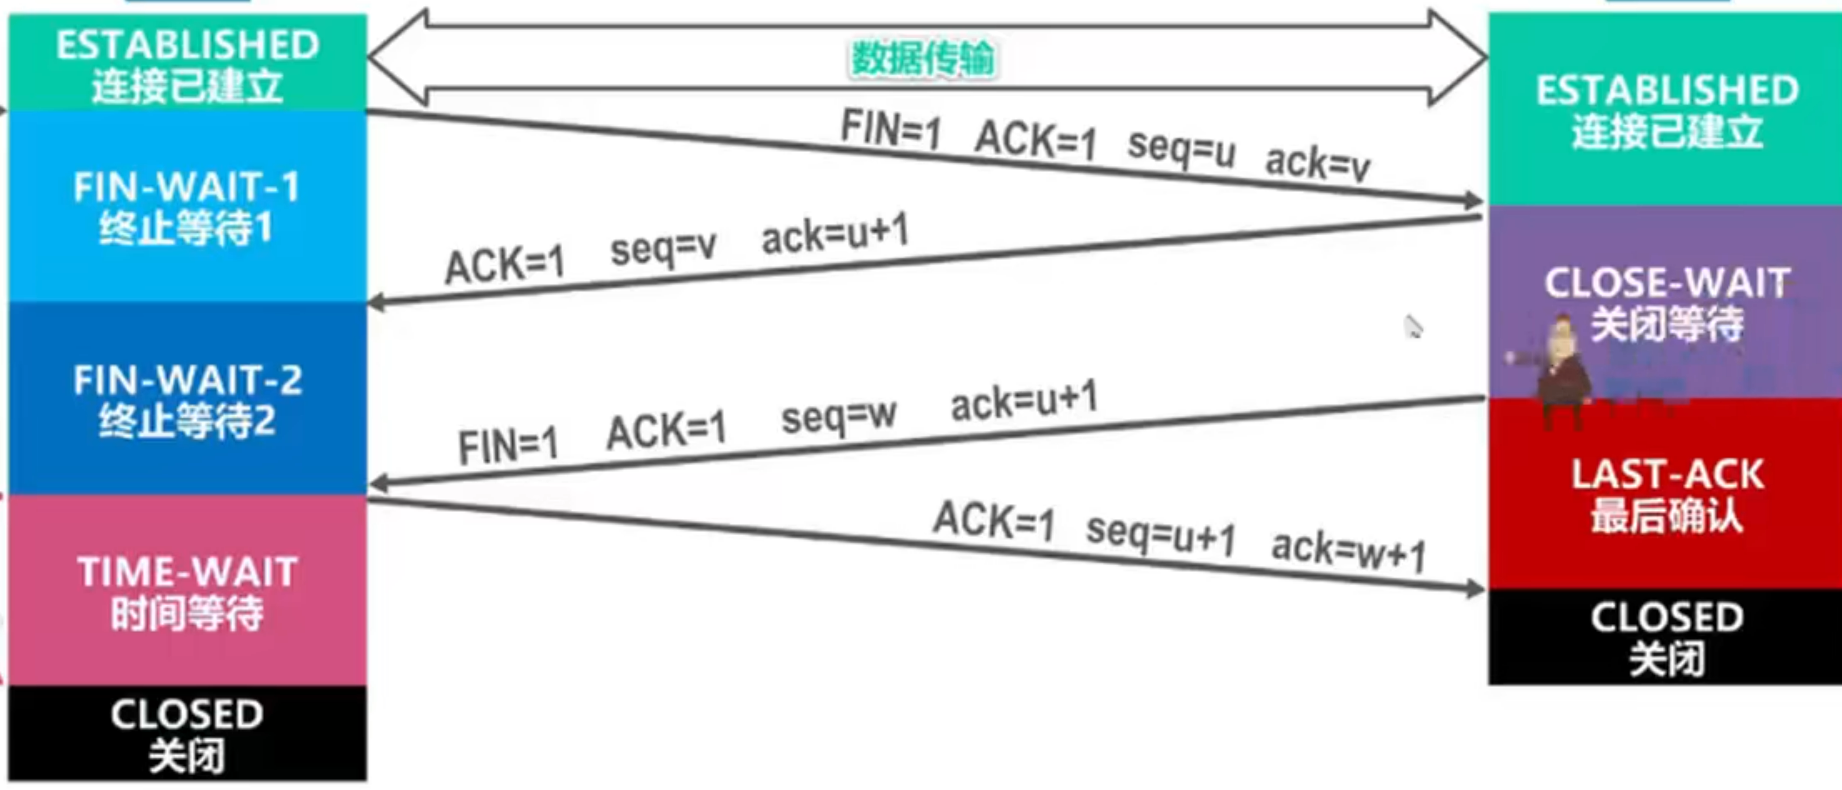 ESTABLISHED
连接已建立
数据传输
ESTABLISHED
连接已建立
FIN=1 ACK=1 seq=u ack=v
FIN-WAIT-1
终止等待1
ACK=1 seq=v ack=u+1
CLOSE-WAIT
关闭等待
FIN-WAIT-2
终止等待2
FIN=1 ACK=1 seq=w ack=u+1
LAST-ACK
最后确认
ACK=1 seq=u+1 ack=w+1
TIME-WAIT
时间等待
CLOSED
关闭
CLOSED
关闭